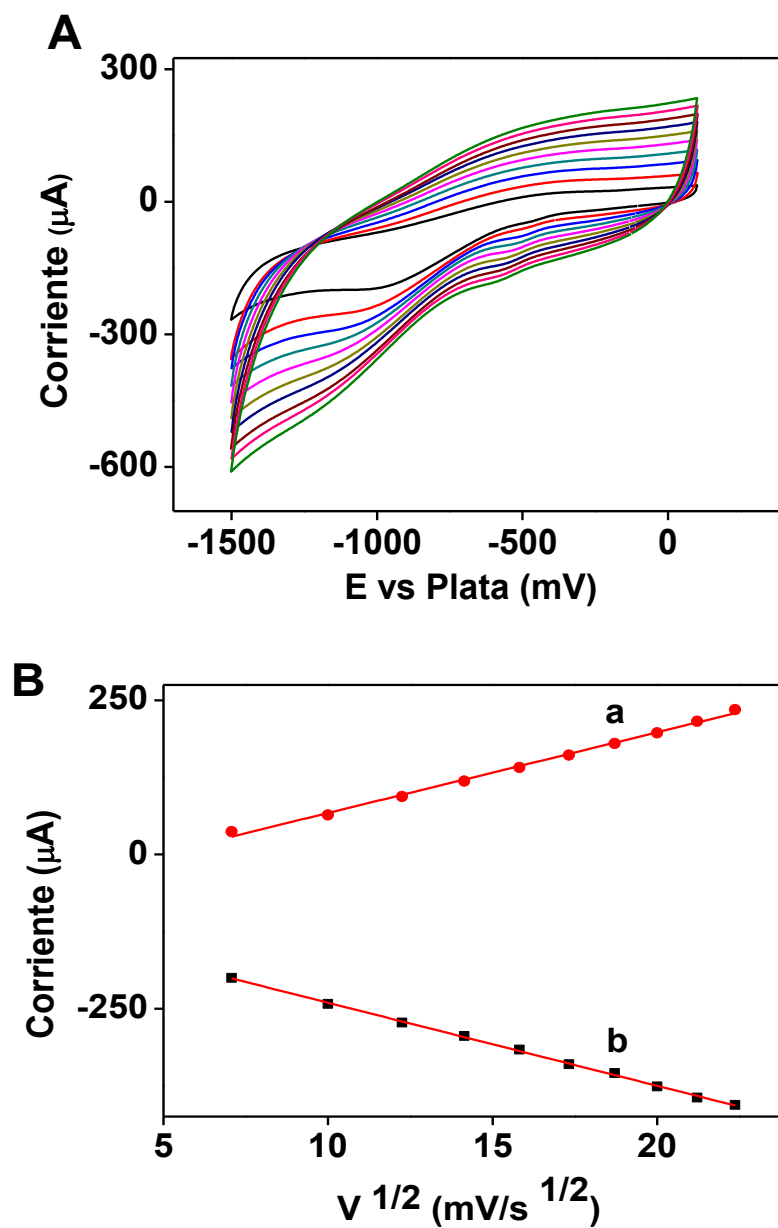 A
300
0
-300
-600
Corriente (μA)
-1500 -1000 -500 0
E vs Plata (mV)
B
250
0
-250
Corriente (μA)
a
b
5 10 15 20
V 1/2 (mV/s 1/2)